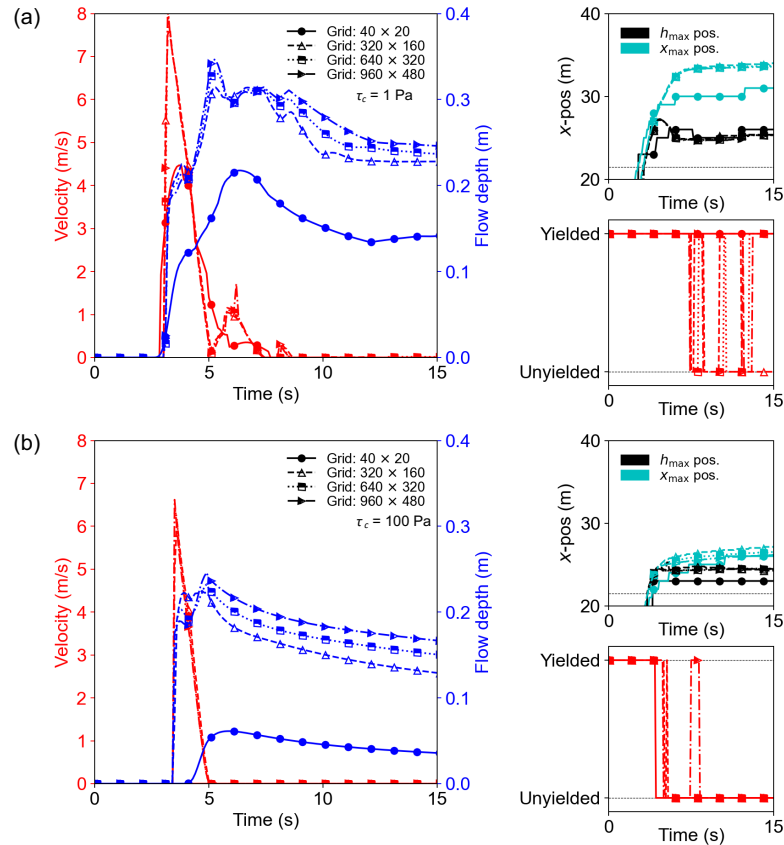 (a)
8
7
6
5
4
3
2
1
0
Velocity (m/s)
0.4
0.3
0.2
0.1
0.0
Flow depth (m)
Grid: 40 × 20
Grid: 320 × 160
Grid: 640 × 320
Grid: 960 × 480
τc = 1 Pa
0 5 10 15
Time (s)
40
30
20
x-pos (m)
hmax pos.
xmax pos.
0 15
Time (s)
Yielded
Unyielded
0 15
Time (s)
(b)
8
7
6
5
4
3
2
1
0
Velocity (m/s)
0.4
0.3
0.2
0.1
0.0
Flow depth (m)
Grid: 40 × 20
Grid: 320 × 160
Grid: 640 × 320
Grid: 960 × 480
τc = 100 Pa
0 5 10 15
Time (s)
40
30
20
x-pos (m)
hmax pos.
xmax pos.
0 15
Time (s)
Yielded
Unyielded
0 15
Time (s)